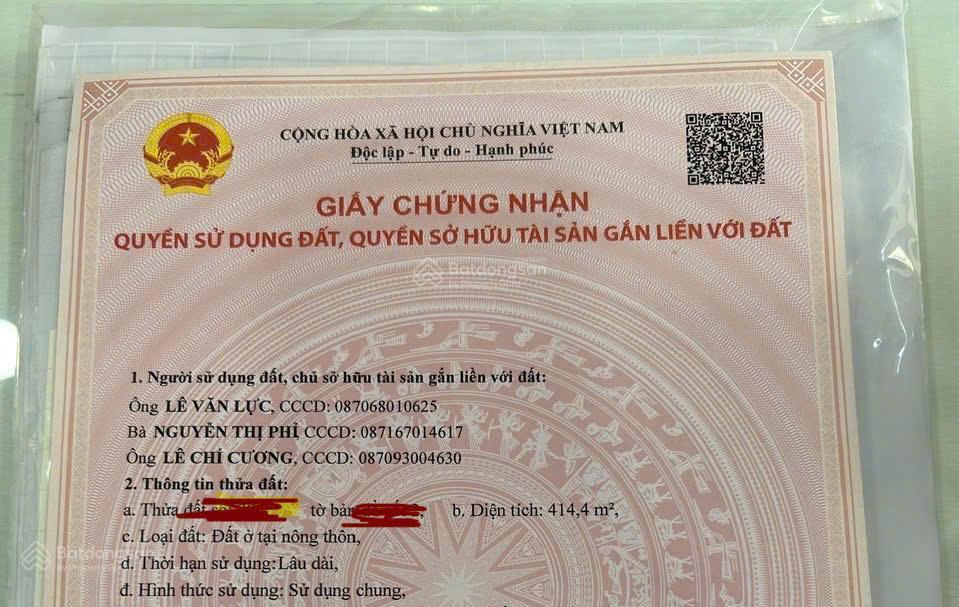 CỘNG HÒA XÃ HỘI CHỦ NGHĨA VIỆT NAM
Độc lập - Tự do - Hạnh phúc
GIẤY CHỨNG NHẬN
QUYỀN SỬ DỤNG ĐẤT, QUYỀN SỞ HỮU TÀI SẢN GẮN LIỀN VỚI ĐẤT
Batdongsan
1. Người sử dụng đất, chủ sở hữu tài sản gắn liền với đất:
Ông LÊ VĂN LỰC, CCCD: 087068010625
Bà NGUYỄN THỊ PHỈ CCCD: 087167014617
Ông LÊ CHÍ CƯƠNG, CCCD: 087093004630
2. Thông tin thửa đất:
a. Thửa đất tờ bản b. Diện tích: 414,4 m²,
c. Loại đất: Đất ở tại nông thôn,
d. Thời hạn sử dụng: Lâu dài,
đ. Hình thức sử dụng: Sử dụng chung,
Batdongsan